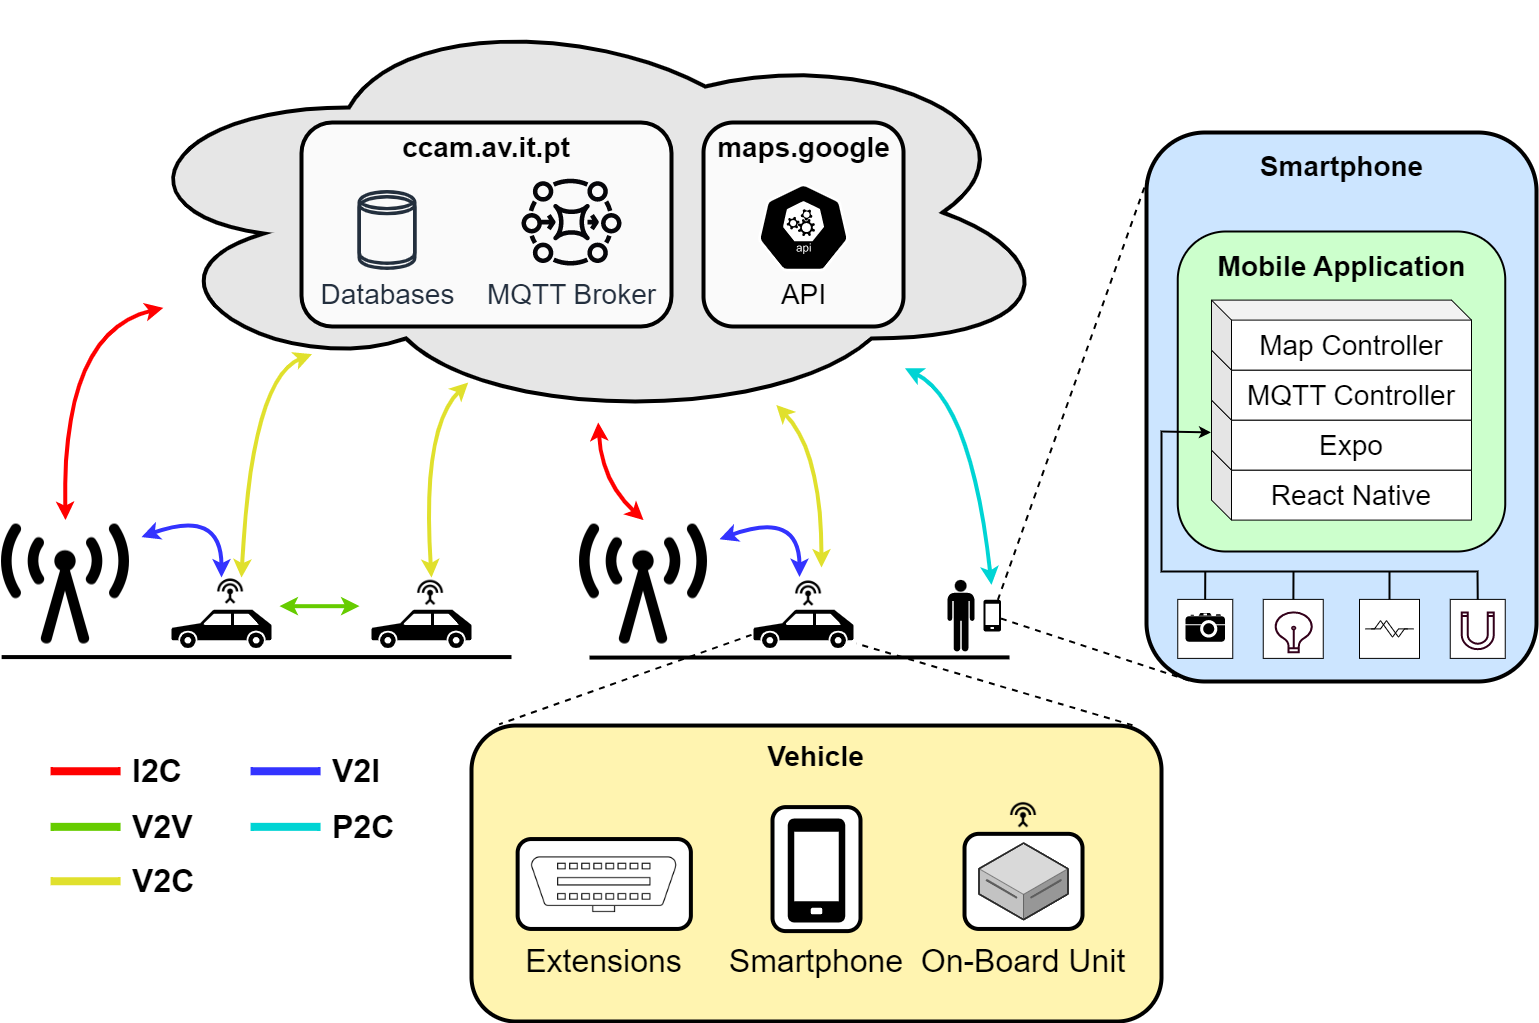 ccam.av.it.pt
Databases
MQTT Broker
maps.google
api
API
Smartphone
Mobile Application
Map Controller
MQTT Controller
Expo
React Native
I2C
V2I
V2V
P2C
V2C
Vehicle
Extensions
Smartphone
On-Board Unit